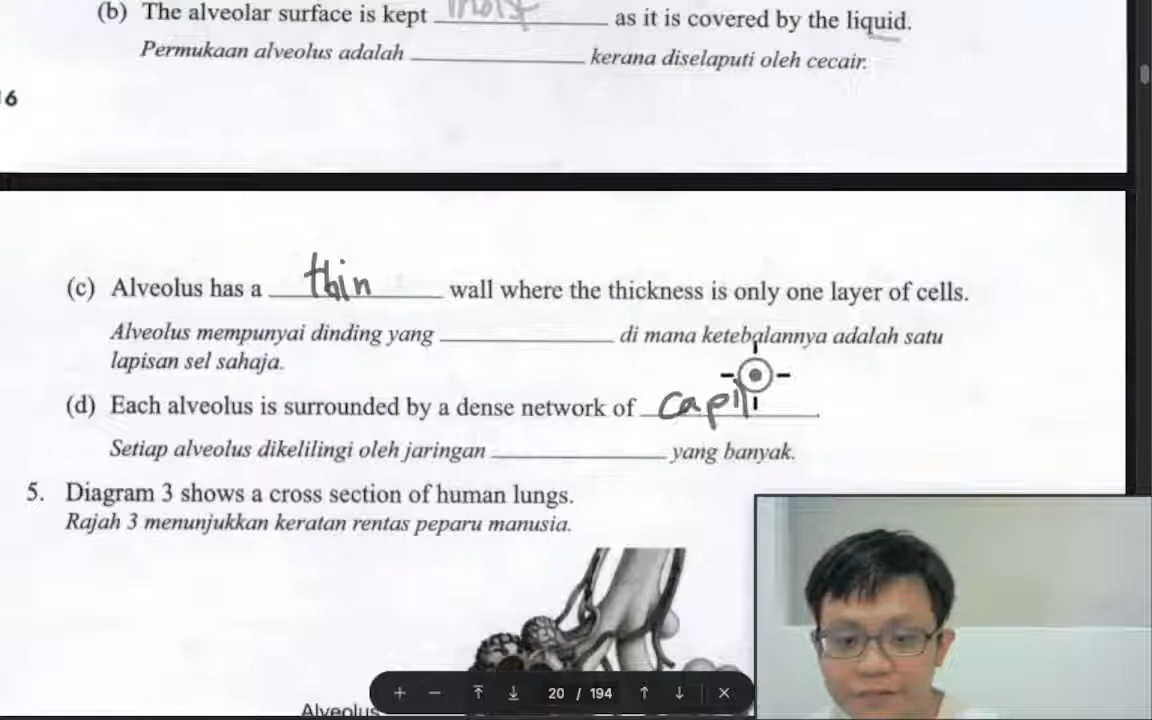 (b) The alveolar surface is kept moist as it is covered by the liquid.
Permukaan alveolus adalah ____________ kerana diselaputi oleh cecair.
6
(c) Alveolus has a thin wall where the thickness is only one layer of cells.
Alveolus mempunyai dinding yang ____________ di mana ketebalannya adalah satu
lapisan sel sahaja.
(d) Each alveolus is surrounded by a dense network of capil.
Setiap alveolus dikelilingi oleh jaringan ____________ yang banyak.
5. Diagram 3 shows a cross section of human lungs.
Rajah 3 menunjukkan keratan rentas peparu manusia.
Alveolus
20 / 194